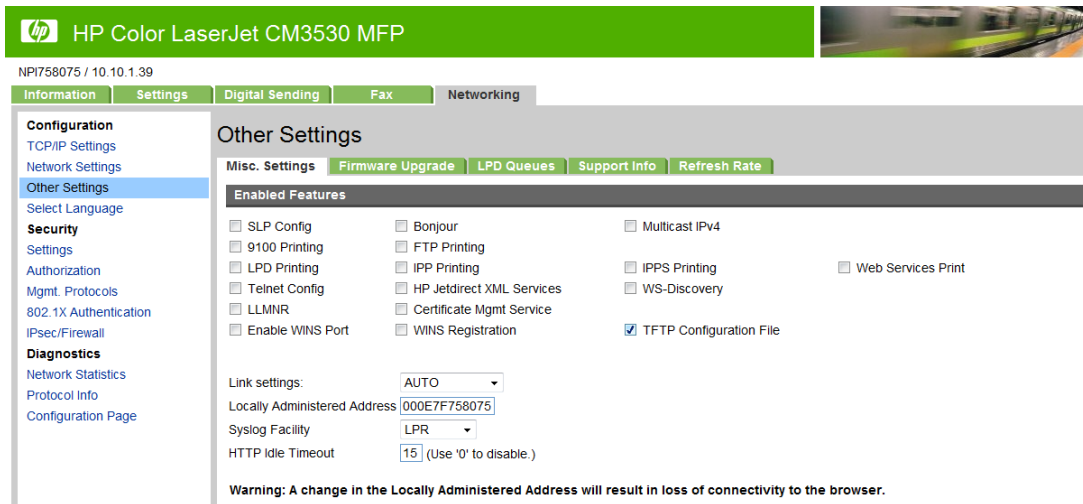 hp HP Color LaserJet CM3530 MFP
NPI758075 / 10.10.1.39
Information Settings Digital Sending Fax Networking
Configuration
TCP/IP Settings
Network Settings
Other Settings
Select Language
Security
Settings
Authorization
Mgmt. Protocols
802.1X Authentication
IPsec/Firewall
Diagnostics
Network Statistics
Protocol Info
Configuration Page
Other Settings
Misc. Settings Firmware Upgrade LPD Queues Support Info Refresh Rate
Enabled Features
SLP Config Bonjour Multicast IPv4
9100 Printing FTP Printing
LPD Printing IPP Printing IPPS Printing Web Services Print
Telnet Config HP Jetdirect XML Services WS-Discovery
LLMNR Certificate Mgmt Service
Enable WINS Port WINS Registration TFTP Configuration File
Link settings: AUTO
Locally Administered Address 000E7F758075
Syslog Facility LPR
HTTP Idle Timeout 15 (Use '0' to disable.)
Warning: A change in the Locally Administered Address will result in loss of connectivity to the browser.